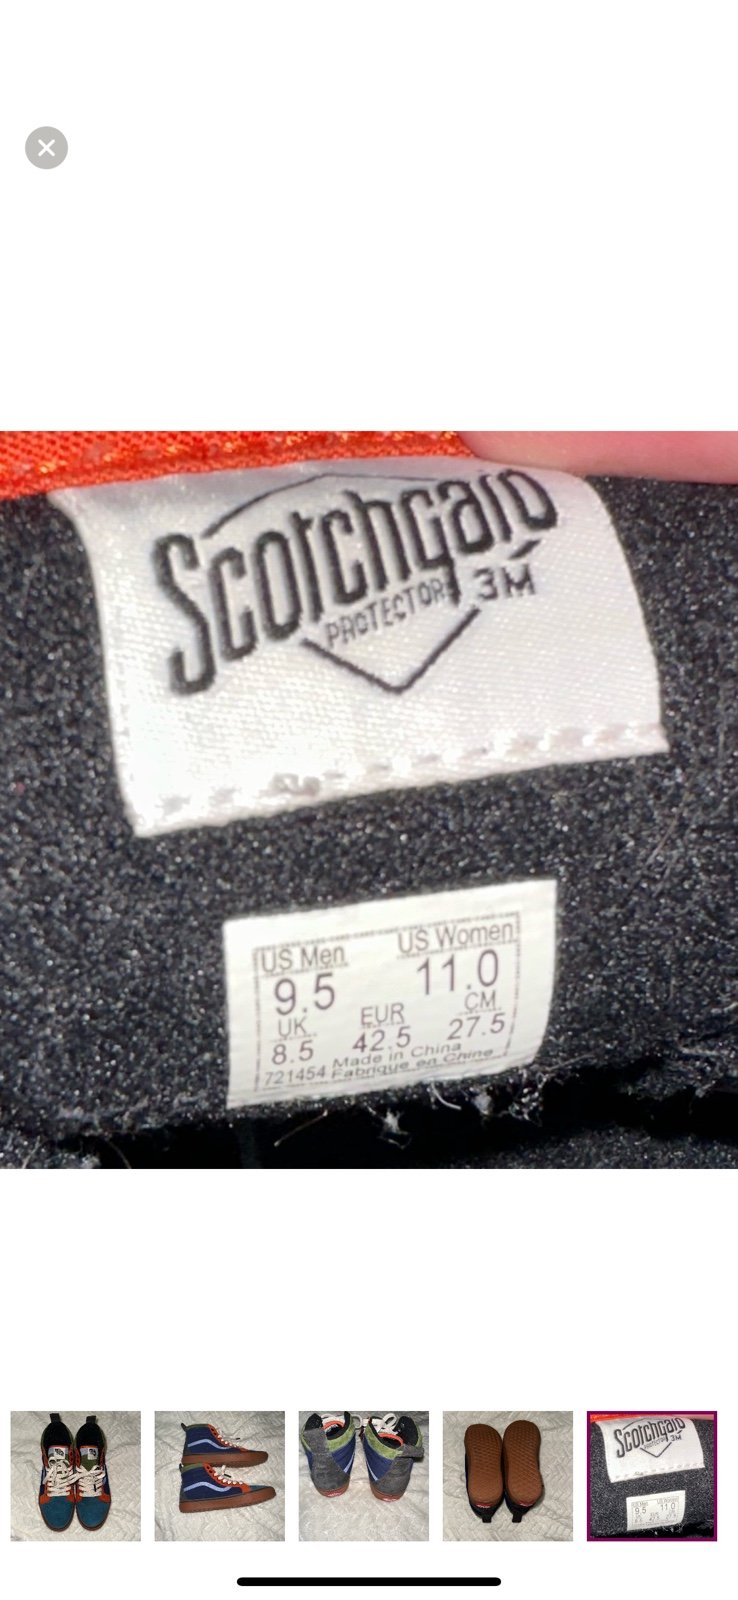 Scotchgard
PROTECTOR 3M
US Men US Women
9.5 11.0
UK EUR CM
8.5 42.5 27.5
Made in China
721454 Fabrique en Chine